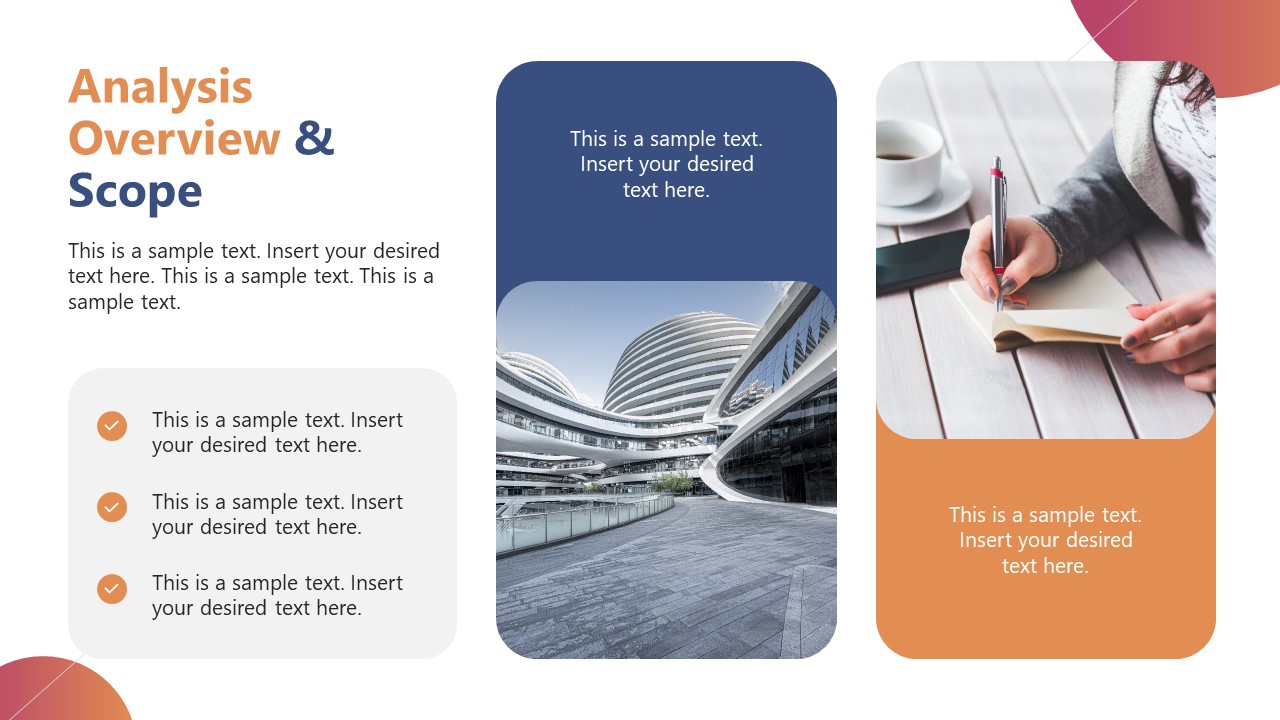 Analysis
Overview &
Scope
This is a sample text. Insert your desired
text here. This is a sample text. This is a
sample text.
This is a sample text. Insert
your desired text here.
This is a sample text. Insert
your desired text here.
This is a sample text. Insert
your desired text here.
This is a sample text.
Insert your desired
text here.
This is a sample text.
Insert your desired
text here.